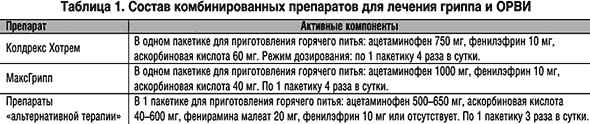 Таблица 1. Состав комбинированных препаратов для лечения гриппа и ОРВИ
Препарат Активные компоненты
Колдрекс Хотрем В одном пакетике для приготовления горячего питья: ацетаминофен 750 мг, фенилэфрин 10 мг,
аскорбиновая кислота 60 мг. Режим дозирования: по 1 пакетику 4 раза в сутки.
МаксГрипп В одном пакетике для приготовления горячего питья: ацетаминофен 1000 мг, фенилэфрин 10 мг,
аскорбиновая кислота 40 мг. По 1 пакетику 4 раза в сутки.
Препараты «альтернативной терапии» В 1 пакетике для приготовления горячего питья: ацетаминофен 500–650 мг, аскорбиновая кислота
40–600 мг, фенирамина малеат 20 мг, фенилэфрин 10 мг или отсутствует. По 1 пакетику 3 раза в сутки.